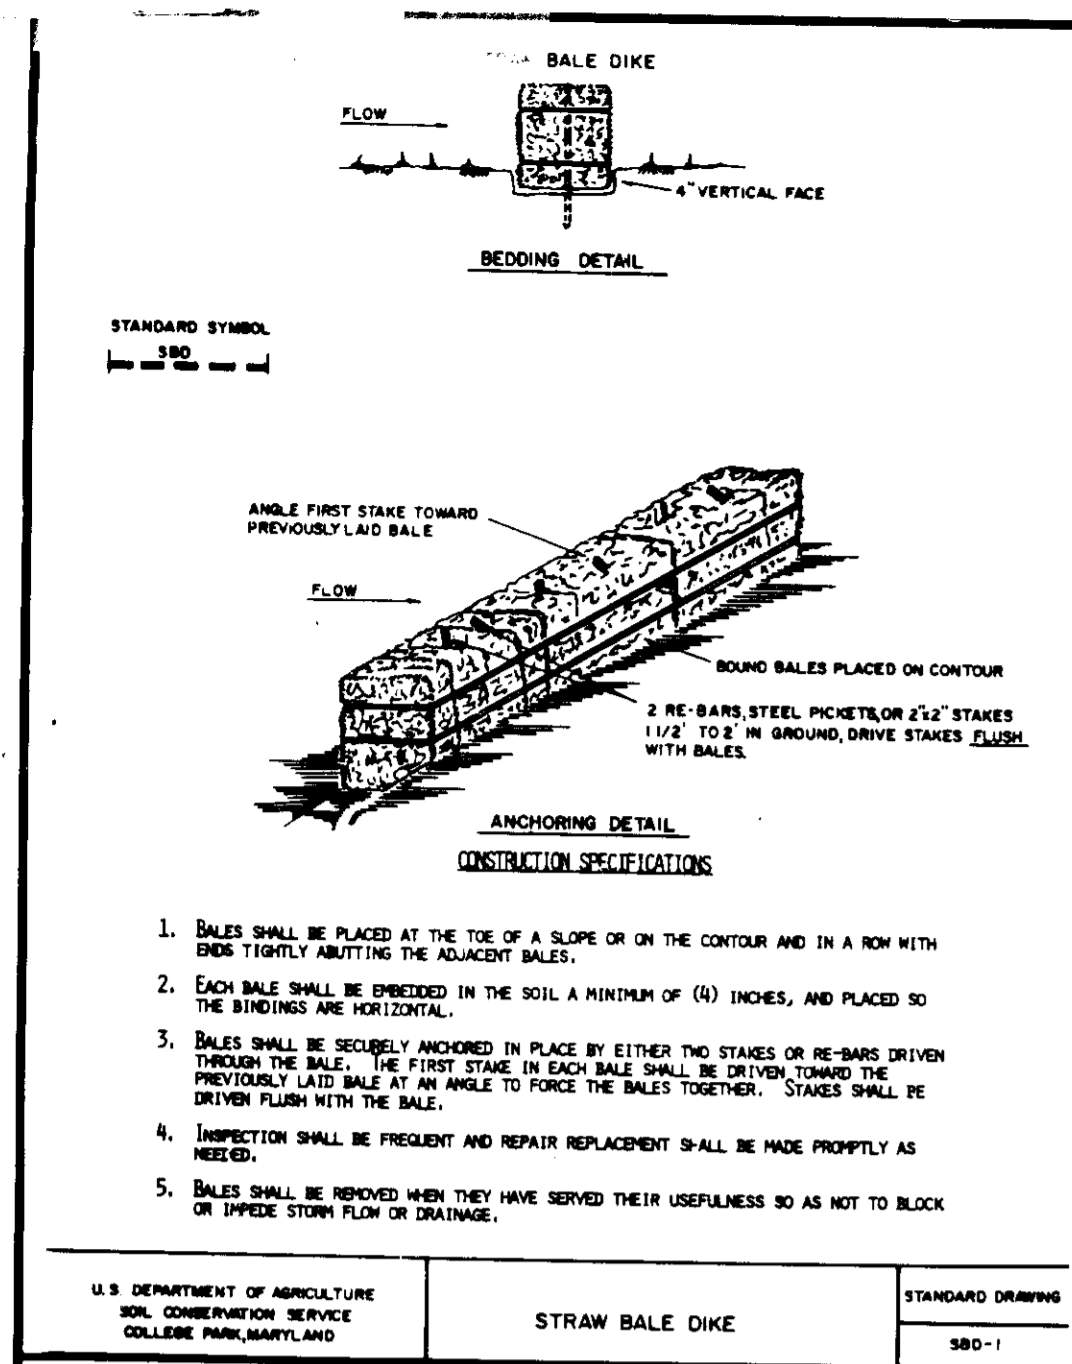 BALE DIKE
FLOW
4" VERTICAL FACE
BEDDING DETAIL
STANDARD SYMBOL
SBD
ANGLE FIRST STAKE TOWARD
PREVIOUSLY LAID BALE
FLOW
BOUND BALES PLACED ON CONTOUR
2 RE-BARS, STEEL PICKETS, OR 2"x2" STAKES
1 1/2' TO 2' IN GROUND, DRIVE STAKES FLUSH
WITH BALES.
ANCHORING DETAIL
CONSTRUCTION SPECIFICATIONS
1. BALES SHALL BE PLACED AT THE TOE OF A SLOPE OR ON THE CONTOUR AND IN A ROW WITH
ENDS TIGHTLY ABUTTING THE ADJACENT BALES.
2. EACH BALE SHALL BE EMBEDDED IN THE SOIL A MINIMUM OF (4) INCHES, AND PLACED SO
THE BINDINGS ARE HORIZONTAL.
3. BALES SHALL BE SECURELY ANCHORED IN PLACE BY EITHER TWO STAKES OR RE-BARS DRIVEN
THROUGH THE BALE. THE FIRST STAKE IN EACH BALE SHALL BE DRIVEN TOWARD THE
PREVIOUSLY LAID BALE AT AN ANGLE TO FORCE THE BALES TOGETHER. STAKES SHALL BE
DRIVEN FLUSH WITH THE BALE.
4. INSPECTION SHALL BE FREQUENT AND REPAIR REPLACEMENT SHALL BE MADE PROMPTLY AS
NEEDED.
5. BALES SHALL BE REMOVED WHEN THEY HAVE SERVED THEIR USEFULNESS SO AS NOT TO BLOCK
OR IMPEDE STORM FLOW OR DRAINAGE.
U.S. DEPARTMENT OF AGRICULTURE
SOIL CONSERVATION SERVICE
COLLEGE PARK, MARYLAND
STRAW BALE DIKE
STANDARD DRAWING
SBD-1